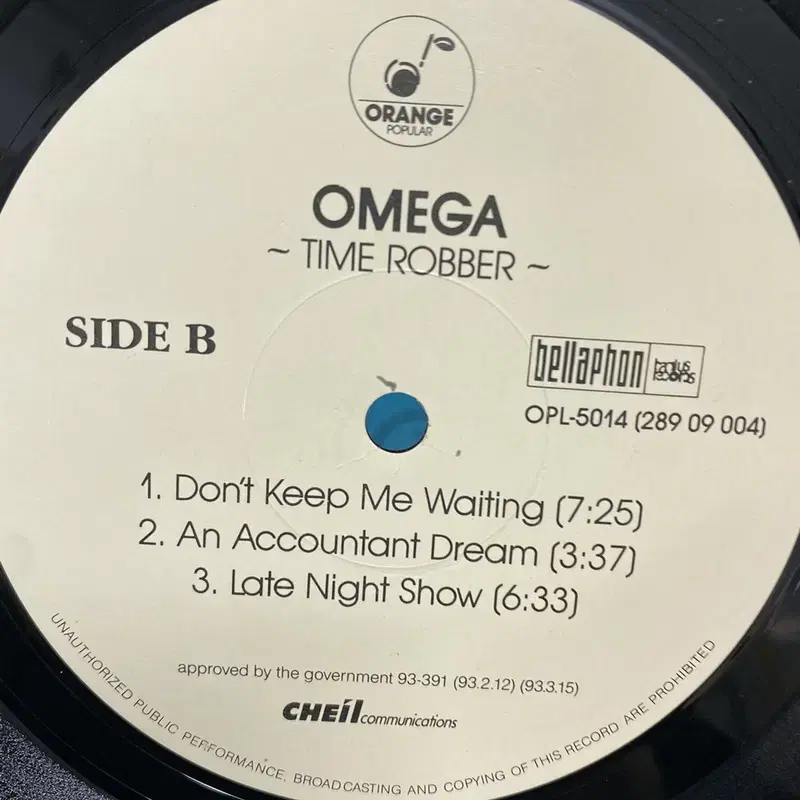 ORANGE
POPULAR
OMEGA
~ TIME ROBBER ~
SIDE B
bellaphon
bacillus records
OPL-5014 (289 09 004)
1. Don't Keep Me Waiting (7:25)
2. An Accountant Dream (3:37)
3. Late Night Show (6:33)
approved by the government 93-391 (93.2.12) (93.3.15)
CHEIL communications
UNAUTHORIZED PUBLIC PERFORMANCE, BROADCASTING AND COPYING OF THIS RECORD ARE PROHIBITED